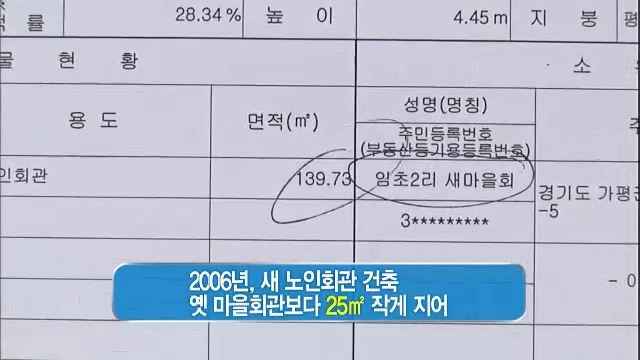 률 28.34% 높 이 4.45m 지 붕
물 현 황 소
용 도 면적(㎡) 성명(명칭)
주민등록번호
(부동산등기용등록번호)
인회관 139.73 임초2리 새마을회 경기도 가평군
-5
3*********
- 0
2006년, 새 노인회관 건축
옛 마을회관보다 25㎡ 작게 지어